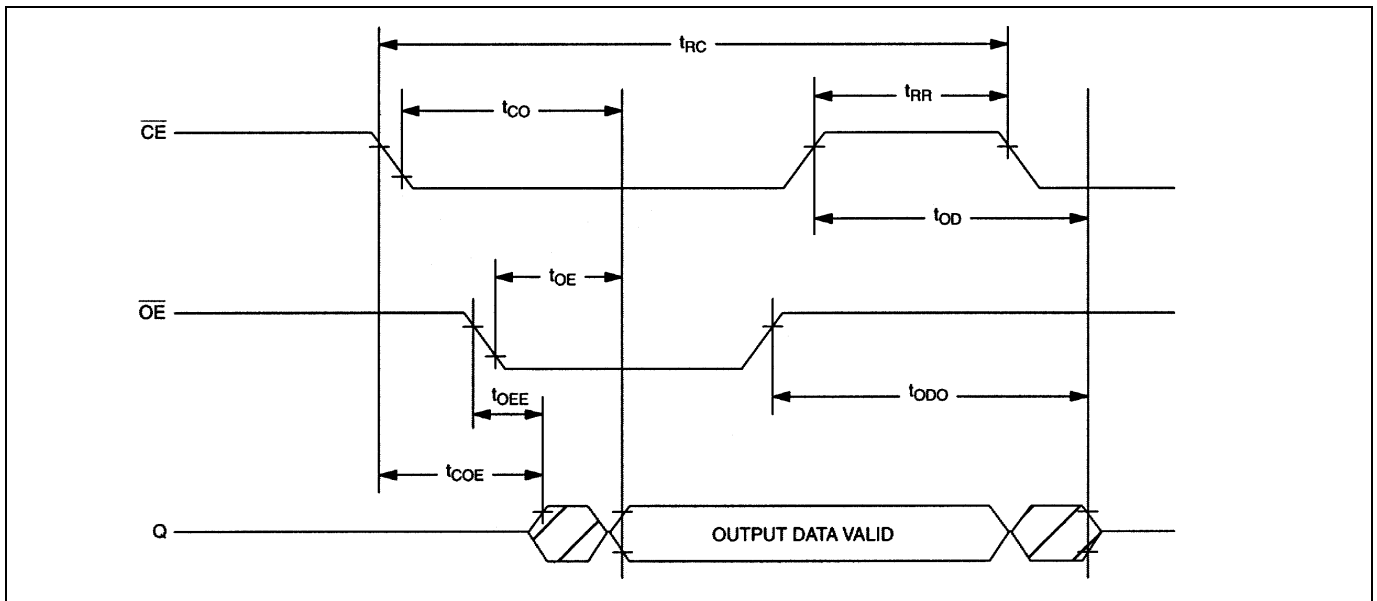 tRC
tRR
tCO
CE
tOD
tOE
OE
tOEE
tODO
tCOE
Q
OUTPUT DATA VALID